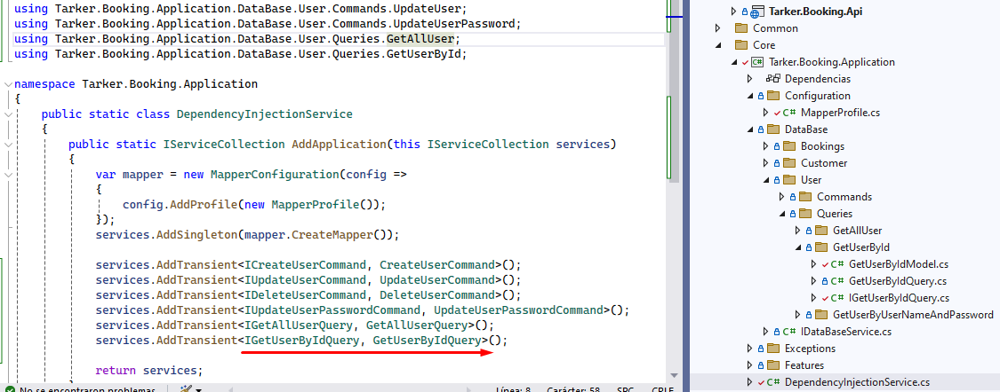 using Tarker.Booking.Application.DataBase.User.Commands.UpdateUser;
using Tarker.Booking.Application.DataBase.User.Commands.UpdateUserPassword;
using Tarker.Booking.Application.DataBase.User.Queries.GetAllUser;
using Tarker.Booking.Application.DataBase.User.Queries.GetUserById;
namespace Tarker.Booking.Application
{
public static class DependencyInjectionService
{
public static IServiceCollection AddApplication(this IServiceCollection services)
{
var mapper = new MapperConfiguration(config =>
{
config.AddProfile(new MapperProfile());
});
services.AddSingleton(mapper.CreateMapper());
services.AddTransient<ICreateUserCommand, CreateUserCommand>();
services.AddTransient<IUpdateUserCommand, UpdateUserCommand>();
services.AddTransient<IDeleteUserCommand, DeleteUserCommand>();
services.AddTransient<IUpdateUserPasswordCommand, UpdateUserPasswordCommand>();
services.AddTransient<IGetAllUserQuery, GetAllUserQuery>();
services.AddTransient<IGetUserByIdQuery, GetUserByIdQuery>();
return services;
No se encontraron problemas
Línea: 8 Carácter: 58 SPC CRLF
Tarker.Booking.Api
Common
Core
C# Tarker.Booking.Application
Dependencias
Configuration
C# MapperProfile.cs
DataBase
Bookings
Customer
User
Commands
Queries
GetAllUser
GetUserById
C# GetUserByIdModel.cs
C# GetUserByIdQuery.cs
C# IGetUserByIdQuery.cs
GetUserByUserNameAndPassword
C# IDataBaseService.cs
Exceptions
Features
C# DependencyInjectionService.cs